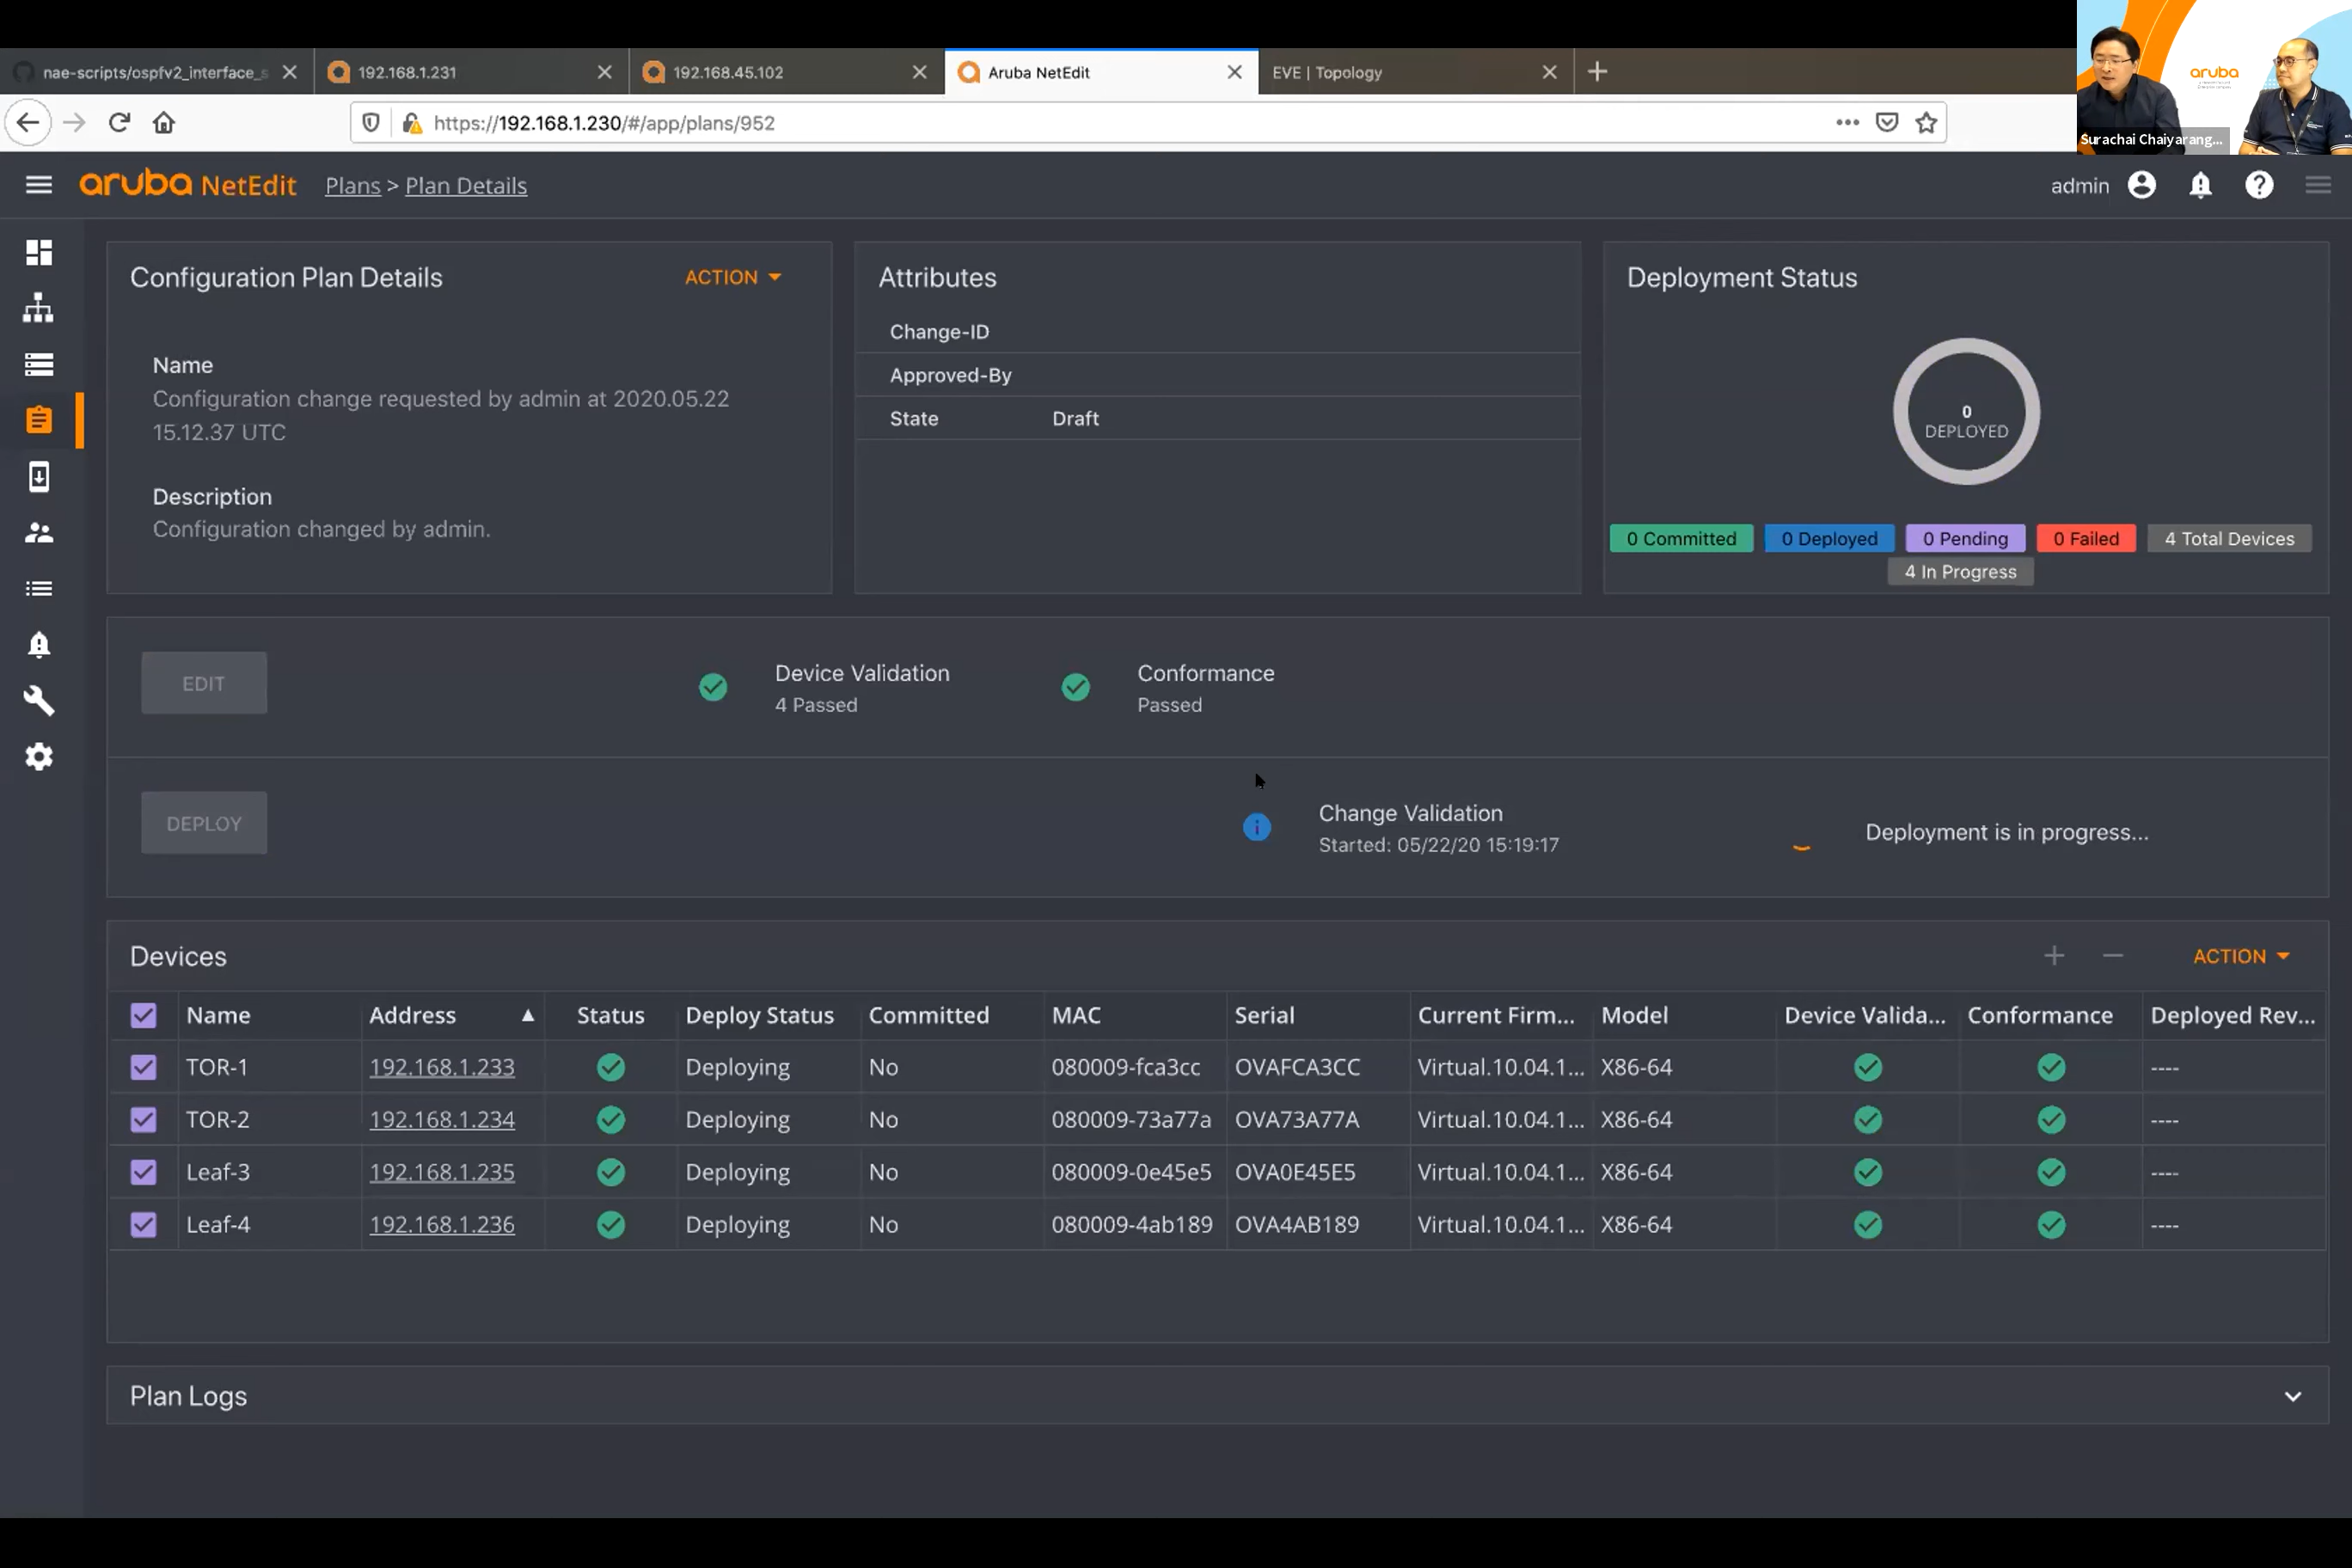 nae-scripts/ospfv2_interface_s
192.168.1.231
192.168.45.102
Aruba NetEdit
EVE | Topology
https://192.168.1.230/#/app/plans/952
aruba
Surachai Chaiyarang...
aruba NetEdit
Plans > Plan Details
admin
Configuration Plan Details
ACTION
Name
Configuration change requested by admin at 2020.05.22
15.12.37 UTC
Description
Configuration changed by admin.
Attributes
Change-ID
Approved-By
State Draft
Deployment Status
0
DEPLOYED
0 Committed 0 Deployed 0 Pending 0 Failed 4 Total Devices
4 In Progress
EDIT
Device Validation
4 Passed
Conformance
Passed
DEPLOY
Change Validation
Started: 05/22/20 15:19:17
Deployment is in progress...
Devices
ACTION
Name Address Status Deploy Status Committed MAC Serial Current Firm... Model Device Valida... Conformance Deployed Rev...
TOR-1 192.168.1.233 Deploying No 080009-fca3cc OVAFCA3CC Virtual.10.04.1... X86-64 ----
TOR-2 192.168.1.234 Deploying No 080009-73a77a OVA73A77A Virtual.10.04.1... X86-64 ----
Leaf-3 192.168.1.235 Deploying No 080009-0e45e5 OVA0E45E5 Virtual.10.04.1... X86-64 ----
Leaf-4 192.168.1.236 Deploying No 080009-4ab189 OVA4AB189 Virtual.10.04.1... X86-64 ----
Plan Logs